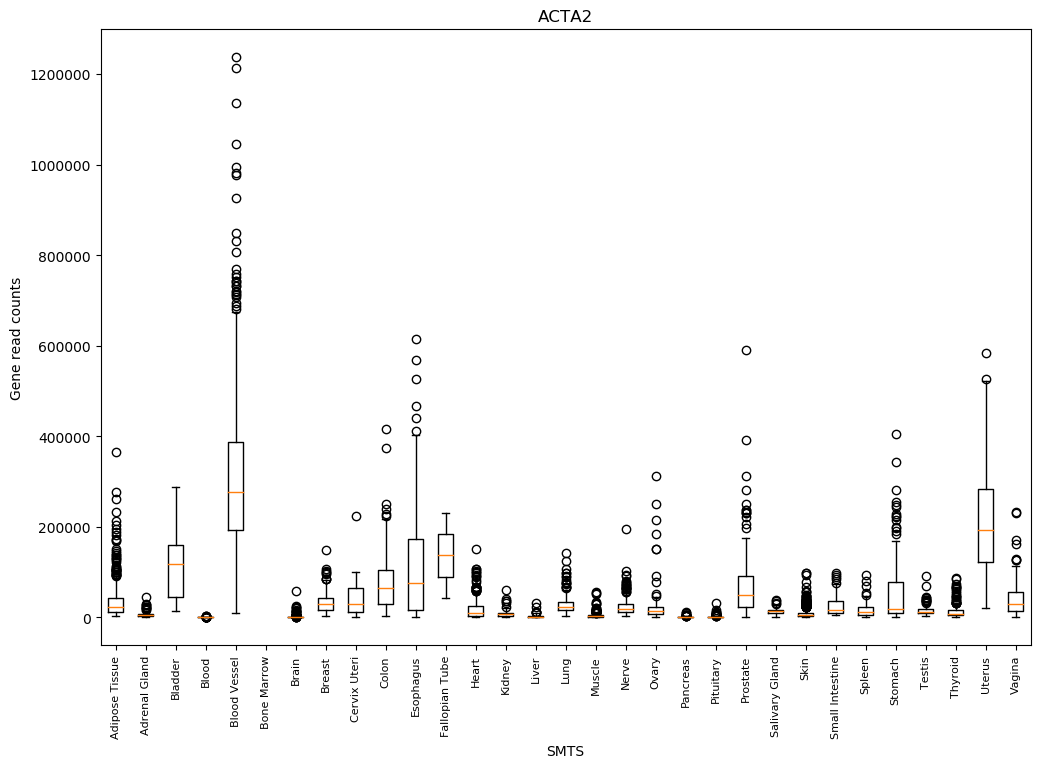 ACTA2
1200000
1000000
800000
600000
400000
200000
0
Gene read counts
Adipose Tissue
Adrenal Gland
Bladder
Blood
Blood Vessel
Bone Marrow
Brain
Breast
Cervix Uteri
Colon
Esophagus
Fallopian Tube
Heart
Kidney
Liver
Lung
Muscle
Nerve
Ovary
Pancreas
Pituitary
Prostate
Salivary Gland
Skin
Small Intestine
Spleen
Stomach
Testis
Thyroid
Uterus
Vagina
SMTS